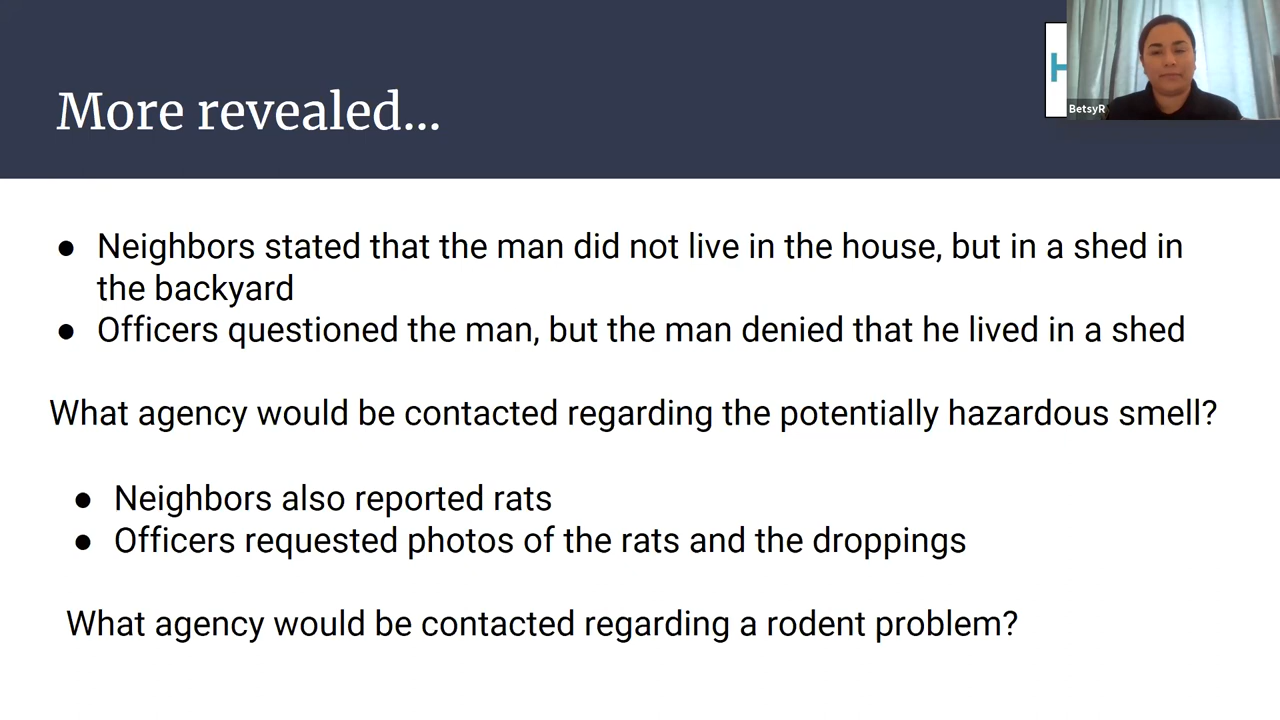 More revealed...
H
BetsyR
● Neighbors stated that the man did not live in the house, but in a shed in
the backyard
● Officers questioned the man, but the man denied that he lived in a shed
What agency would be contacted regarding the potentially hazardous smell?
● Neighbors also reported rats
● Officers requested photos of the rats and the droppings
What agency would be contacted regarding a rodent problem?